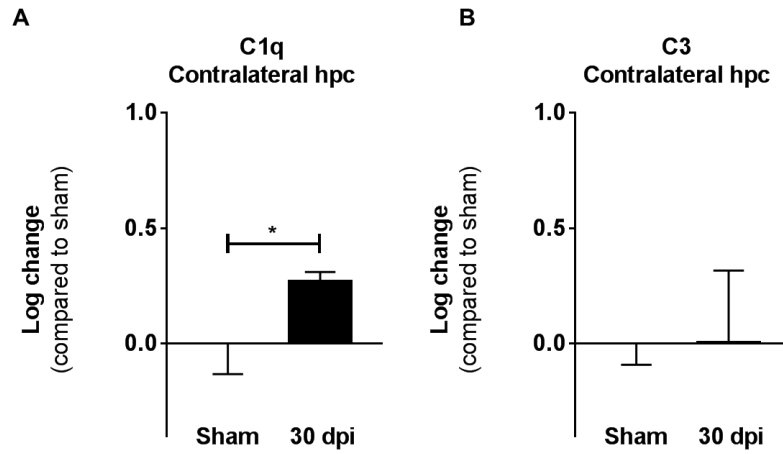 A
C1q
Contralateral hpc
1.0
0.5
0.0
Log change
(compared to sham)
*
Sham 30 dpi
B
C3
Contralateral hpc
1.0
0.5
0.0
Log change
(compared to sham)
Sham 30 dpi